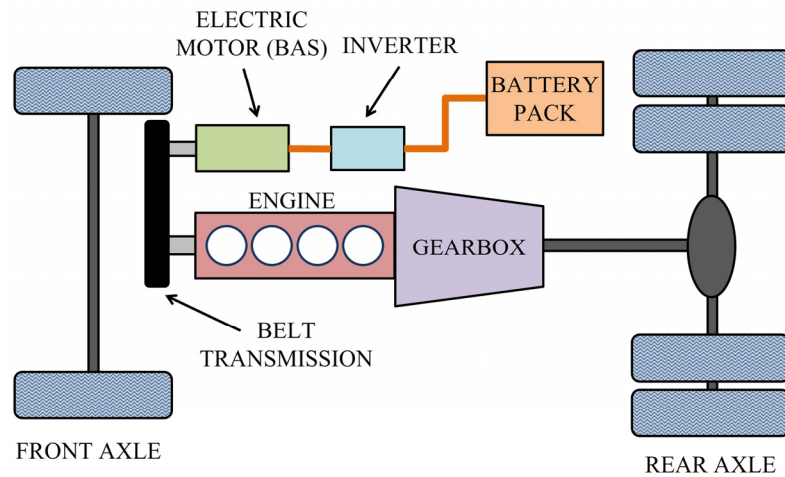 ELECTRIC
MOTOR (BAS)
INVERTER
BATTERY
PACK
ENGINE
GEARBOX
BELT
TRANSMISSION
FRONT AXLE
REAR AXLE